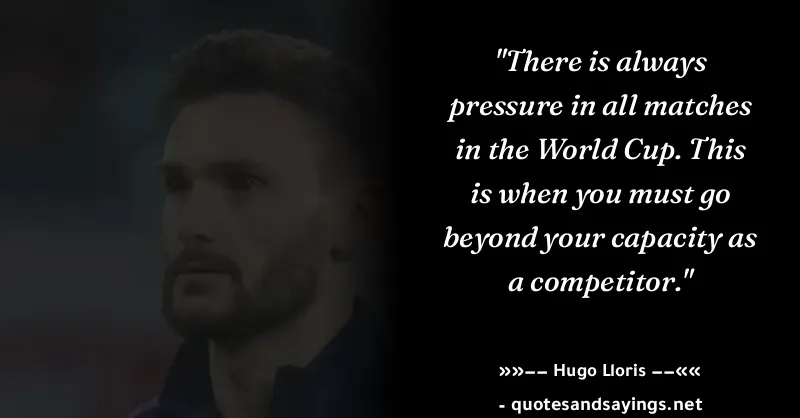 "There is always
pressure in all matches
in the World Cup. This
is when you must go
beyond your capacity as
a competitor."
»»−− Hugo Lloris −−««
- quotesandsayings.net